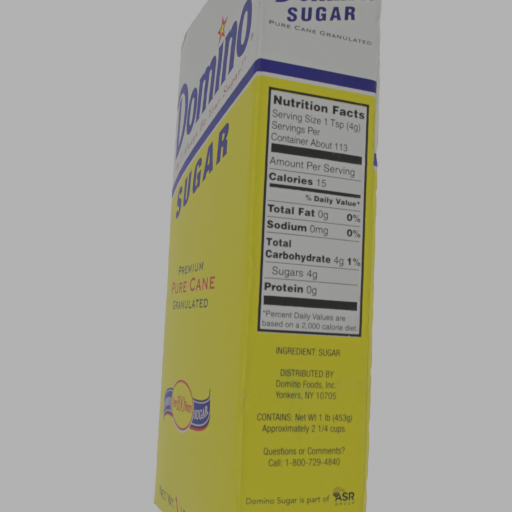 SUGAR
PURE CANE GRANULATED
Domino
SUGAR
PREMIUM
PURE CANE
GRANULATED
SUGAR
NET WT
Nutrition Facts
Serving Size 1 Tsp (4g)
Servings Per
Container About 113
Amount Per Serving
Calories 15
% Daily Value*
Total Fat 0g 0%
Sodium 0mg 0%
Total
Carbohydrate 4g 1%
Sugars 4g
Protein 0g
*Percent Daily Values are
based on a 2,000 calorie diet
INGREDIENT: SUGAR
DISTRIBUTED BY
Domino Foods, Inc.
Yonkers, NY 10705
CONTAINS: Net Wt 1 lb (453g)
Approximately 2 1/4 cups
Questions or Comments?
Call: 1-800-729-4840
Domino Sugar is part of ASR
GROUP